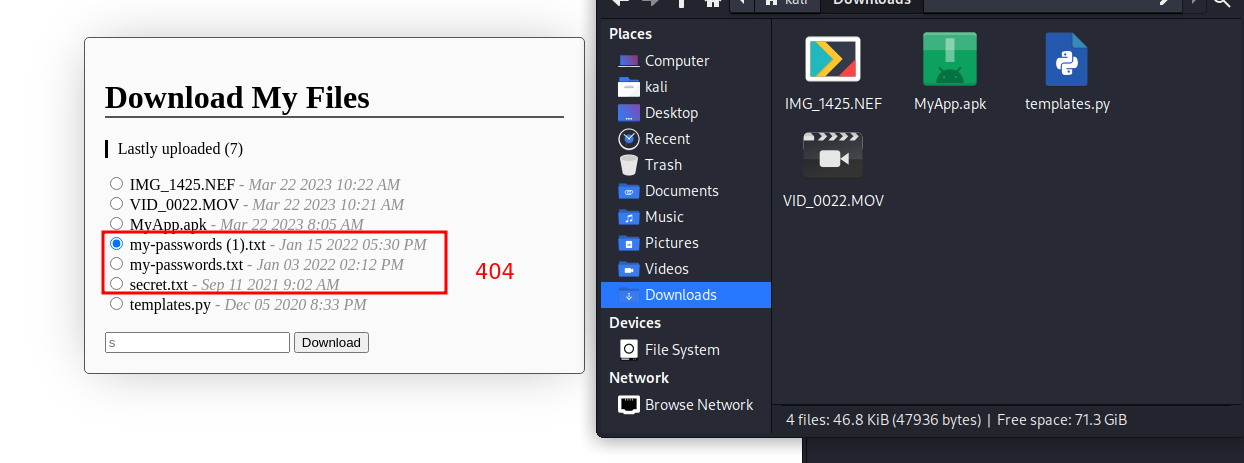 Download My Files
Lastly uploaded (7)
IMG_1425.NEF - Mar 22 2023 10:22 AM
VID_0022.MOV - Mar 22 2023 10:21 AM
MyApp.apk - Mar 22 2023 8:05 AM
my-passwords (1).txt - Jan 15 2022 05:30 PM
my-passwords.txt - Jan 03 2022 02:12 PM
secret.txt - Sep 11 2021 9:02 AM
templates.py - Dec 05 2020 8:33 PM
404
s
Download
kali
Downloads
Places
Computer
kali
Desktop
Recent
Trash
Documents
Music
Pictures
Videos
Downloads
Devices
File System
Network
Browse Network
IMG_1425.NEF
MyApp.apk
templates.py
VID_0022.MOV
4 files: 46.8 KiB (47936 bytes) | Free space: 71.3 GiB